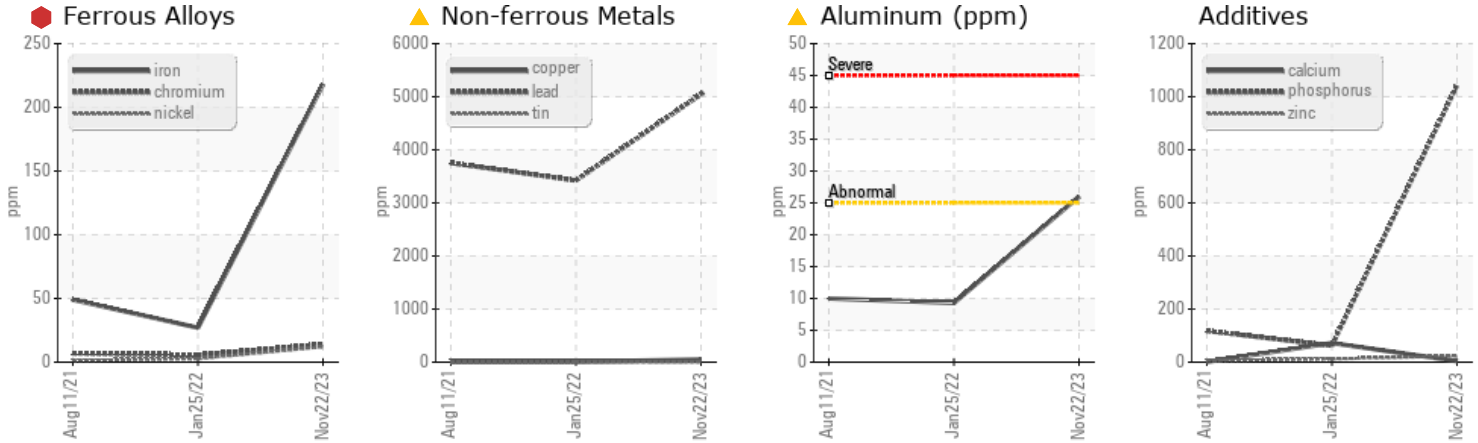 Ferrous Alloys
250
200
150
100
50
0
ppm
iron
chromium
nickel
Aug11/21
Jan25/22
Nov22/23
Non-ferrous Metals
6000
5000
4000
3000
2000
1000
0
ppm
copper
lead
tin
Aug11/21
Jan25/22
Nov22/23
Aluminum (ppm)
50
45
40
35
30
25
20
15
10
5
0
ppm
Severe
Abnormal
Aug11/21
Jan25/22
Nov22/23
Additives
1200
1000
800
600
400
200
0
ppm
calcium
phosphorus
zinc
Aug11/21
Jan25/22
Nov22/23